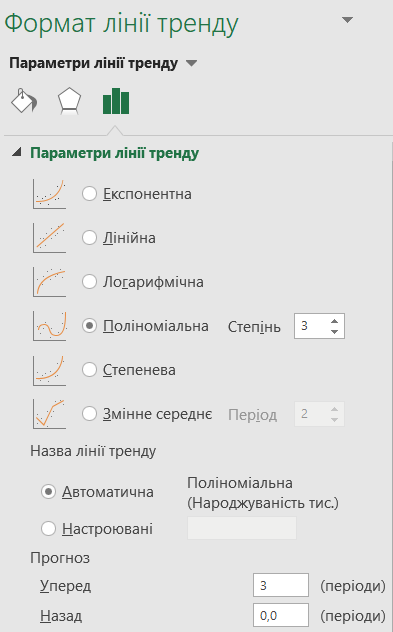 Формат лінії тренду
Параметри лінії тренду
Параметри лінії тренду
Експонентна
Лінійна
Логарифмічна
Поліноміальна Степінь 3
Степенева
Змінне середнє Період 2
Назва лінії тренду
Автоматична Поліноміальна
(Народжуваність тис.)
Настроювані
Прогноз
Уперед 3 (періоди)
Назад 0,0 (періоди)